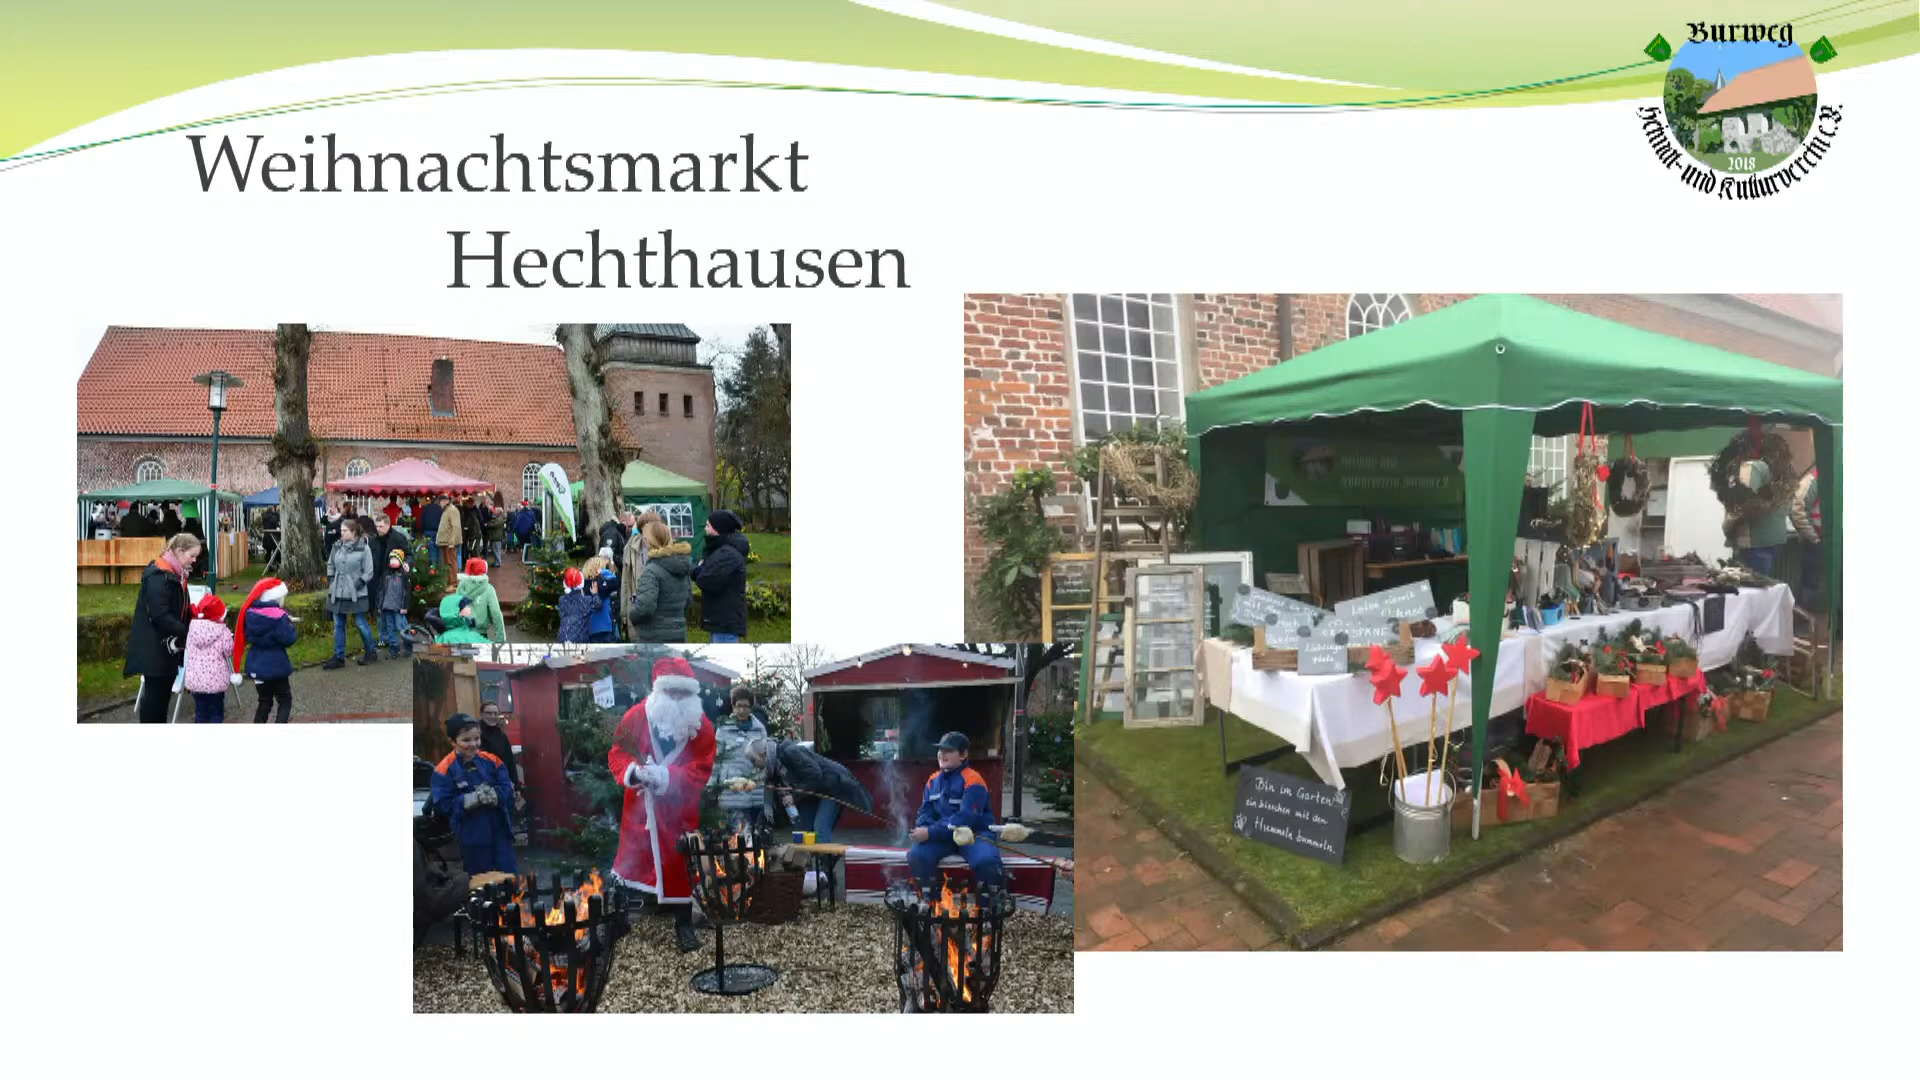 Burweg
Heimat- und Kulturverein e.V.
2018
Weihnachtsmarkt
Hechthausen
Bin im Garten
ein bisschen mit den
Hummeln bummeln.